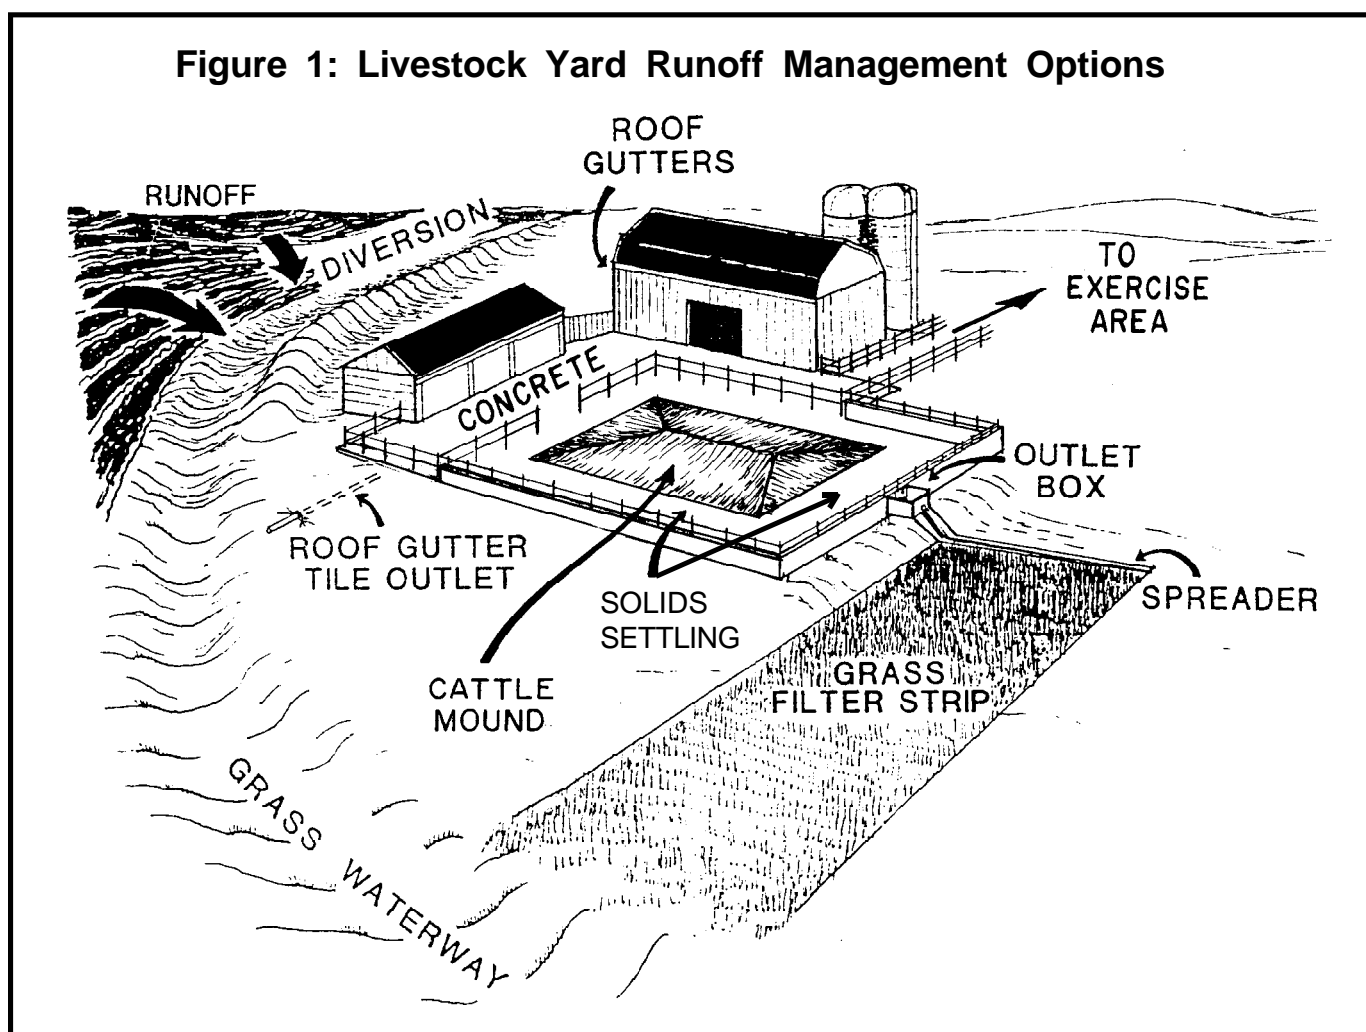 Figure 1: Livestock Yard Runoff Management Options
ROOF
GUTTERS
RUNOFF
DIVERSION
TO
EXERCISE
AREA
CONCRETE
OUTLET
BOX
ROOF GUTTER
TILE OUTLET
SOLIDS
SETTLING
SPREADER
CATTLE
MOUND
GRASS
FILTER STRIP
GRASS WATERWAY